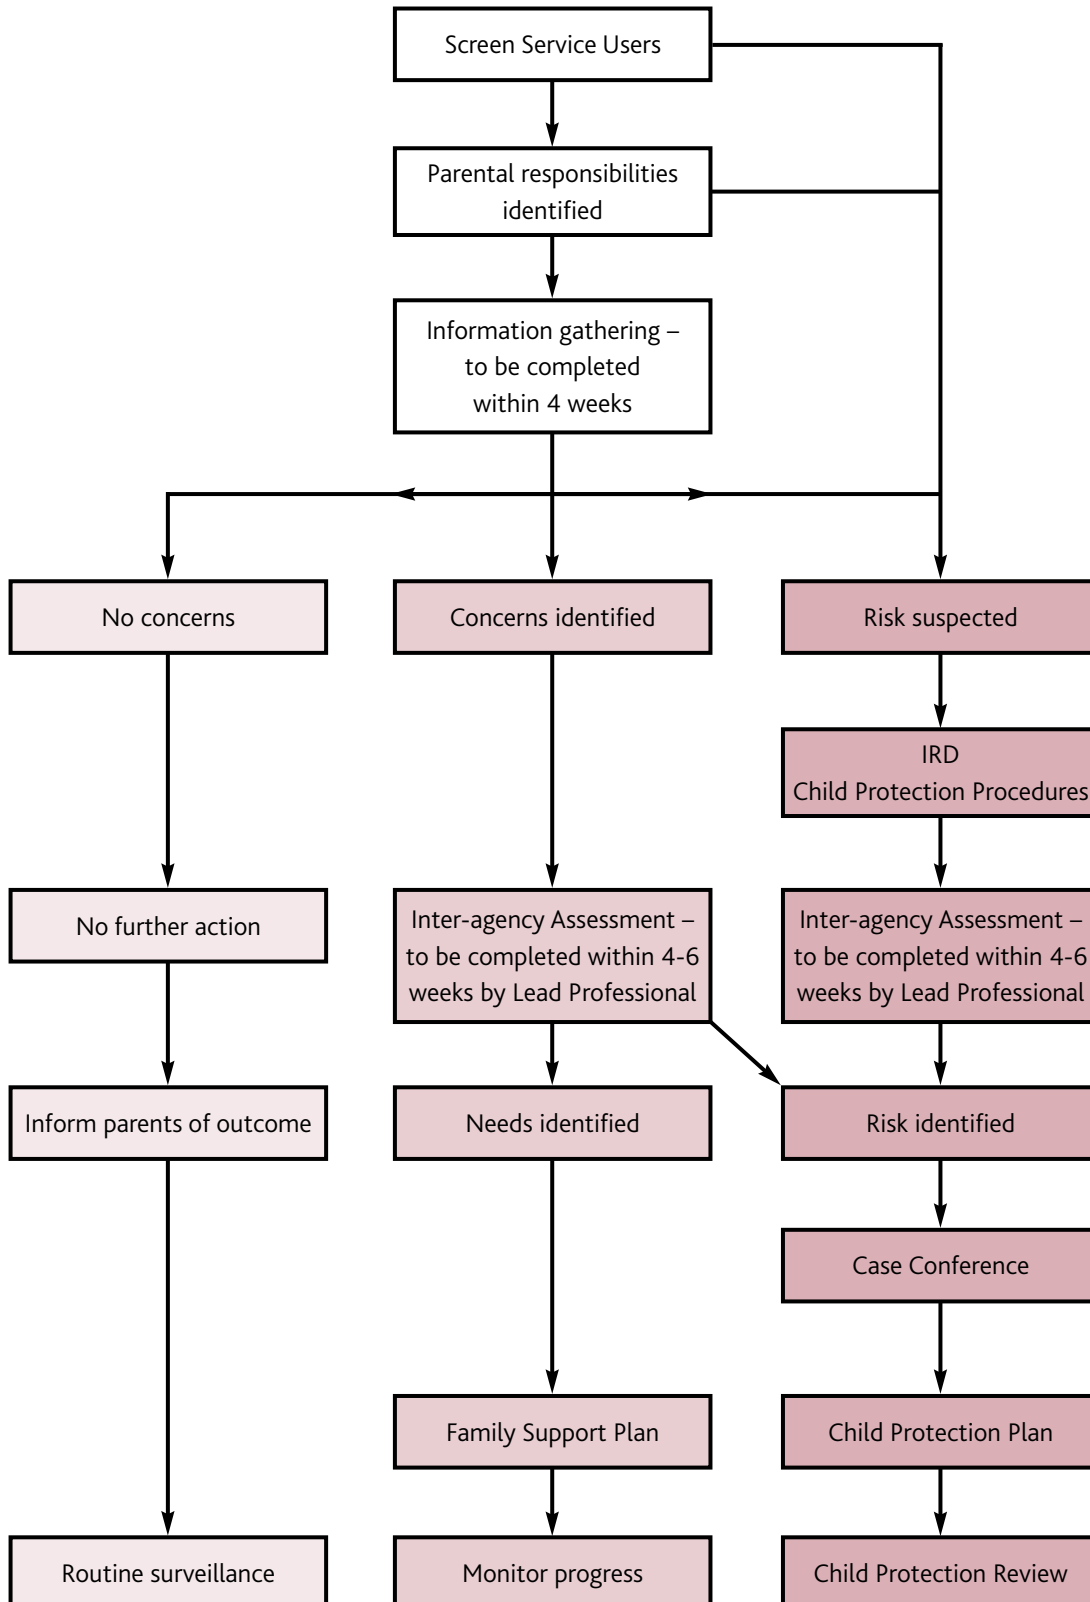 Screen Service Users
Parental responsibilities
identified
Information gathering –
to be completed
within 4 weeks
No concerns
Concerns identified
Risk suspected
IRD
Child Protection Procedures
No further action
Inter-agency Assessment –
to be completed within 4-6
weeks by Lead Professional
Inter-agency Assessment –
to be completed within 4-6
weeks by Lead Professional
Inform parents of outcome
Needs identified
Risk identified
Case Conference
Family Support Plan
Child Protection Plan
Routine surveillance
Monitor progress
Child Protection Review